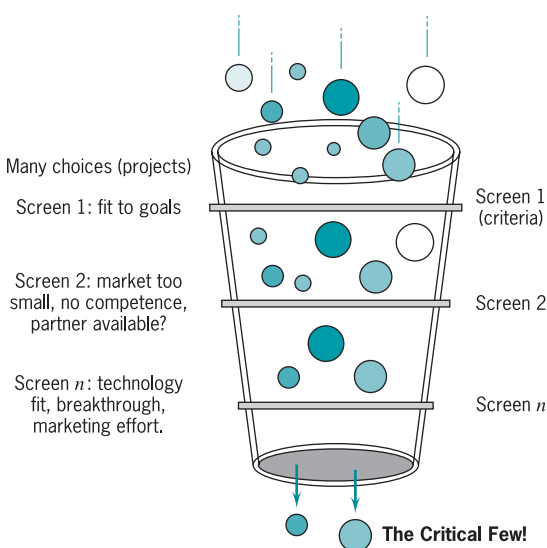 Many choices (projects)
Screen 1: fit to goals
Screen 1
(criteria)
Screen 2: market too
small, no competence,
partner available?
Screen 2
Screen n: technology
fit, breakthrough,
marketing effort.
Screen n
The Critical Few!